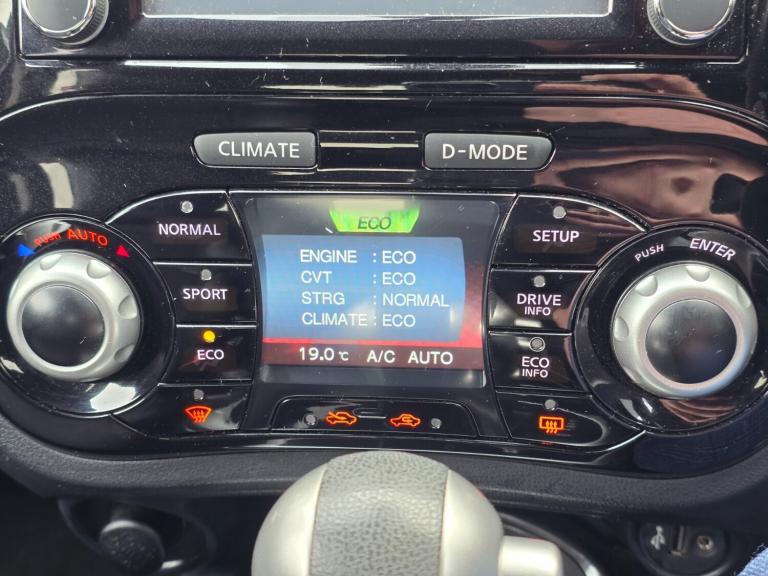 CLIMATE
D-MODE
NORMAL
SPORT
ECO
PUSH AUTO
ECO
ENGINE : ECO
CVT : ECO
STRG : NORMAL
CLIMATE : ECO
19.0 °C A/C AUTO
SETUP
DRIVE
INFO
ECO
INFO
PUSH ENTER